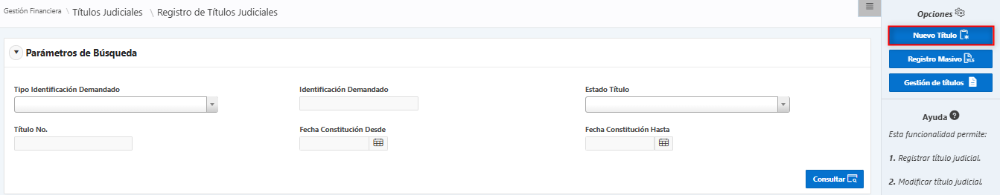 Gestión Financiera \ Títulos Judiciales \ Registro de Títulos Judiciales
Parámetros de Búsqueda
Tipo Identificación Demandado
Identificación Demandado
Estado Título
Título No.
Fecha Constitución Desde
Fecha Constitución Hasta
Consultar
Opciones
Nuevo Título
Registro Masivo XLS
Gestión de títulos
Ayuda ?
Esta funcionalidad permite:
1. Registrar título judicial.
2. Modificar título judicial.